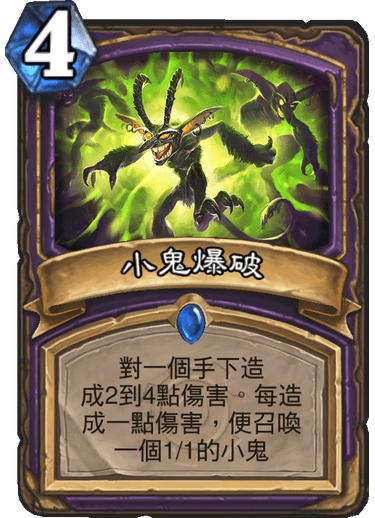 4
小鬼爆破
對一個手下造
成2到4點傷害。每造
成一點傷害，便召喚
一個1/1的小鬼